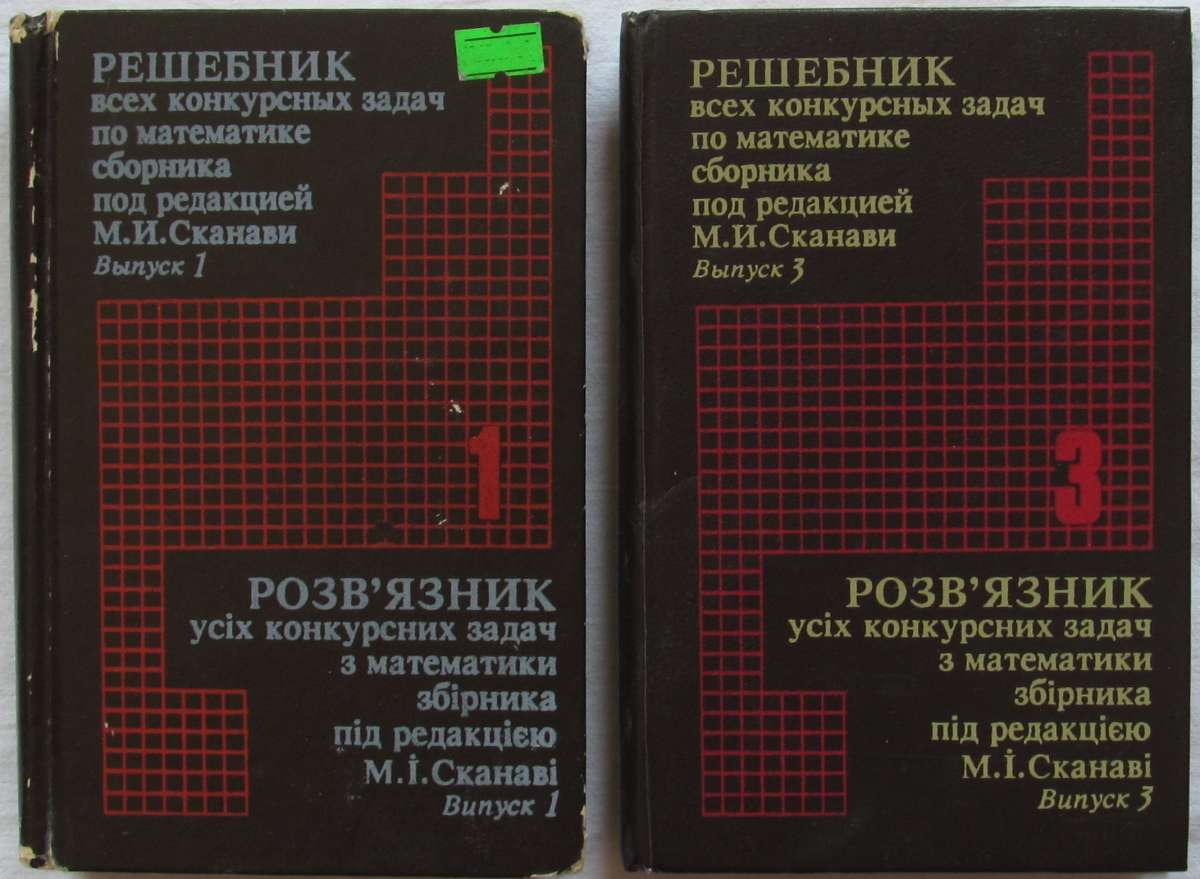 РЕШЕБНИК
всех конкурсных задач
по математике
сборника
под редакцией
М.И.Сканави
Выпуск 1
1
РОЗВ'ЯЗНИК
усіх конкурсних задач
з математики
збірника
під редакцією
М.І.Сканаві
Випуск 1
РЕШЕБНИК
всех конкурсных задач
по математике
сборника
под редакцией
М.И.Сканави
Выпуск 3
3
РОЗВ'ЯЗНИК
усіх конкурсних задач
з математики
збірника
під редакцією
М.І.Сканаві
Випуск 3